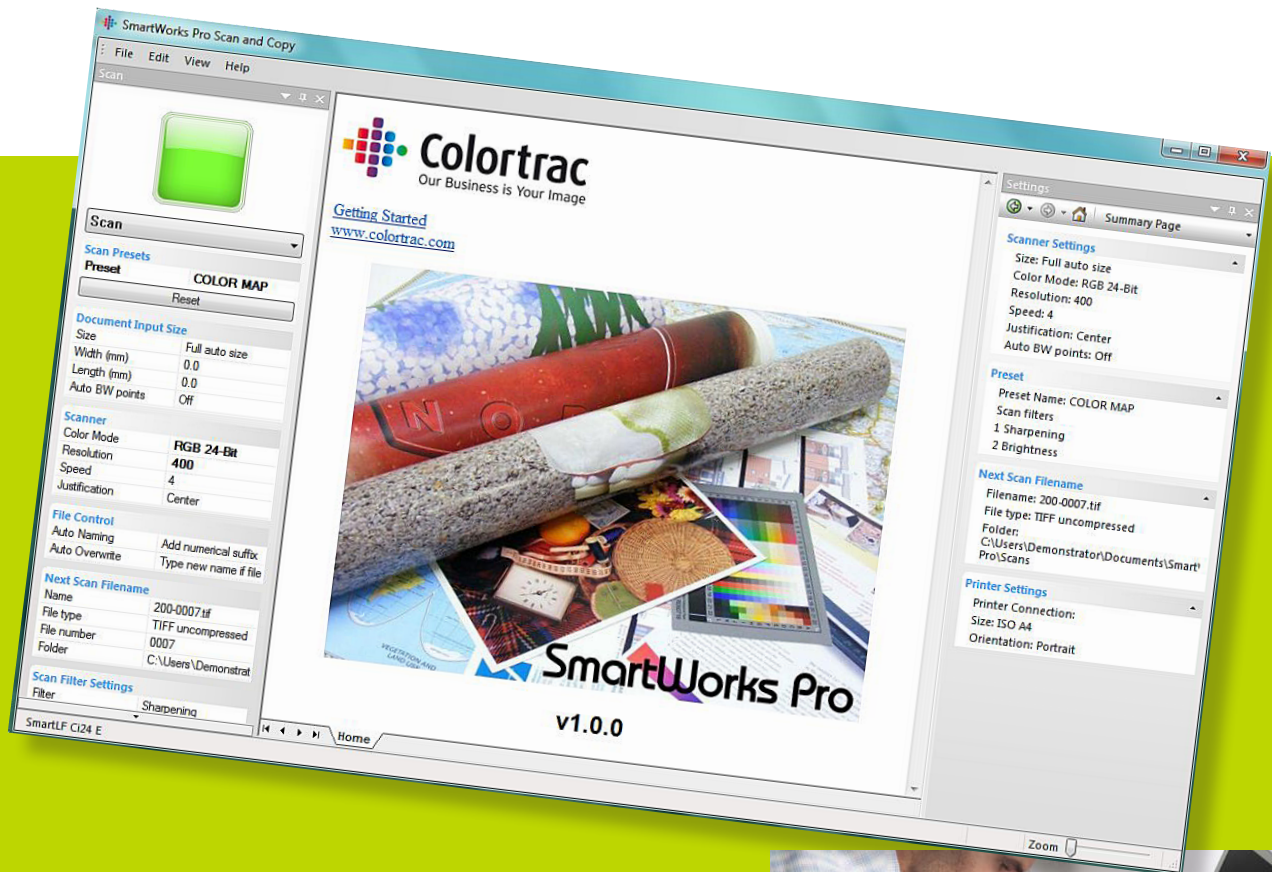 SmartWorks Pro Scan and Copy
File Edit View Help
Scan
Scan
Scan Presets
Preset COLOR MAP
Reset
Document Input Size
Size Full auto size
Width (mm) 0.0
Length (mm) 0.0
Auto BW points Off
Scanner
Color Mode RGB 24-Bit
Resolution 400
Speed 4
Justification Center
File Control
Auto Naming Add numerical suffix
Auto Overwrite Type new name if file
Next Scan Filename
Name 200-0007.tif
File type TIFF uncompressed
File number 0007
Folder C:\Users\Demonstrat
Scan Filter Settings
Filter Sharpening
SmartLF Ci24 E
Colortrac
Our Business is Your Image
Getting Started
www.colortrac.com
NO
VEGETATION AND
LAND USE
SmartWorks Pro
v1.0.0
Home
Settings
Summary Page
Scanner Settings
Size: Full auto size
Color Mode: RGB 24-Bit
Resolution: 400
Speed: 4
Justification: Center
Auto BW points: Off
Preset
Preset Name: COLOR MAP
Scan filters
1 Sharpening
2 Brightness
Next Scan Filename
Filename: 200-0007.tif
File type: TIFF uncompressed
Folder:
C:\Users\Demonstrator\Documents\Smart
Pro\Scans
Printer Settings
Printer Connection:
Size: ISO A4
Orientation: Portrait
Zoom